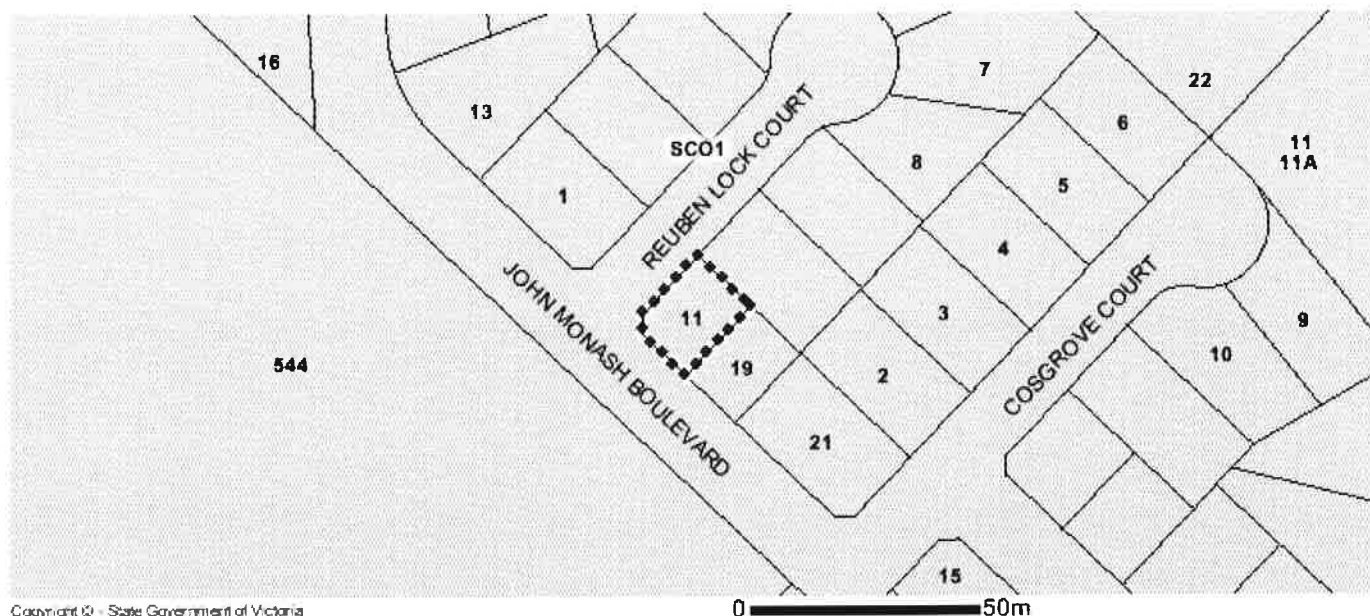 16
7
22
13
6
11
11A
SCO1
8
5
1
REUBEN LOCK COURT
4
JOHN MONASH BOULEVARD
11
3
COSGROVE COURT
9
544
19
2
10
21
15
Copyright © - State Government of Victoria
0 50m